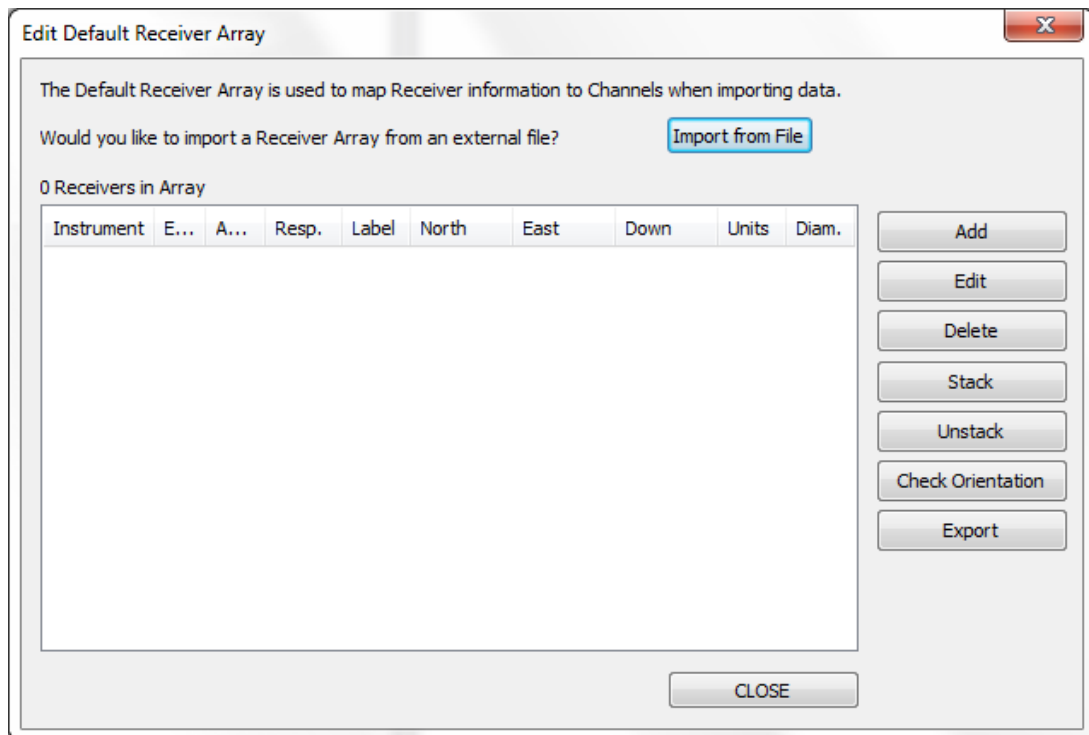 Edit Default Receiver Array
The Default Receiver Array is used to map Receiver information to Channels when importing data.
Would you like to import a Receiver Array from an external file? Import from File
0 Receivers in Array
Instrument E... A... Resp. Label North East Down Units Diam.
Add
Edit
Delete
Stack
Unstack
Check Orientation
Export
CLOSE